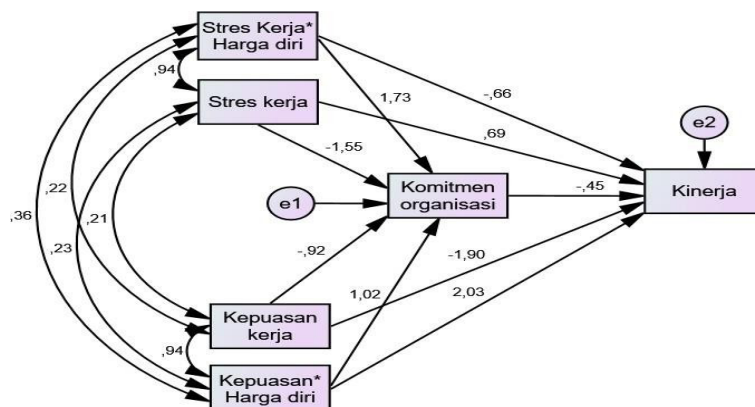 Stres Kerja*
Harga diri
,94
Stres kerja
1,73
-,66
,69
e2
-1,55
,22
,36
,21
,23
e1
Komitmen
organisasi
-,45
Kinerja
-,92
-1,90
1,02
2,03
Kepuasan
kerja
,94
Kepuasan*
Harga diri